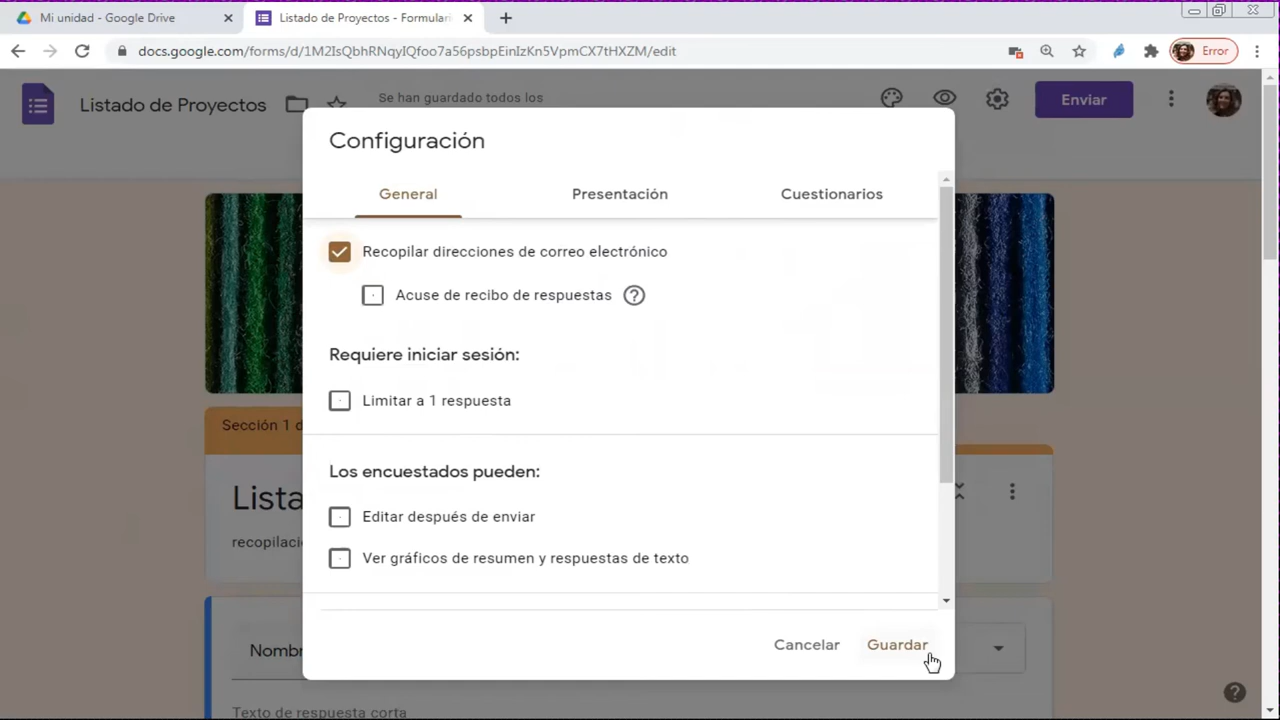 Mi unidad - Google Drive
Listado de Proyectos - Formulari
docs.google.com/forms/d/1M2IsQbhRNqyIQfoo7a56psbpEinIzKn5VpmCX7tHXZM/edit
Error
Listado de Proyectos
Se han guardado todos los
Enviar
Configuración
General
Presentación
Cuestionarios
Recopilar direcciones de correo electrónico
Acuse de recibo de respuestas
Requiere iniciar sesión:
Limitar a 1 respuesta
Sección 1 d
Los encuestados pueden:
Lista
Editar después de enviar
recopilació
Ver gráficos de resumen y respuestas de texto
Cancelar
Guardar
Nombr
Texto de respuesta corta